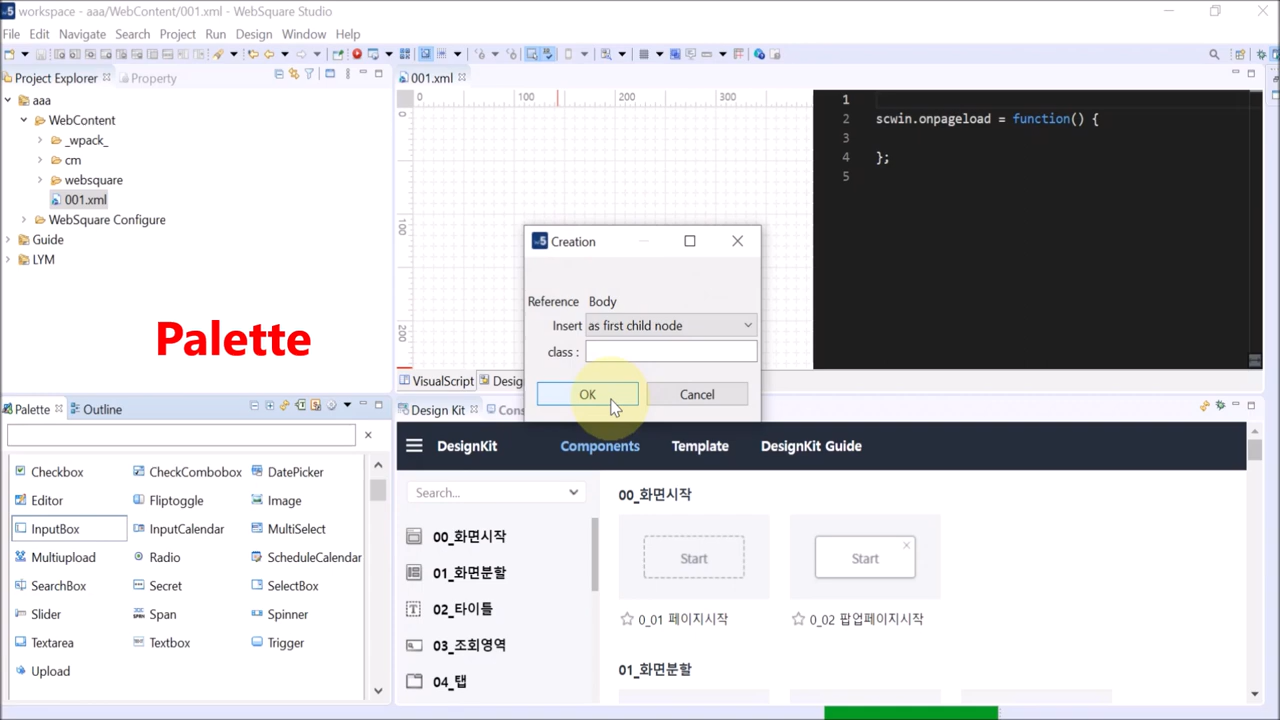 workspace - aaa/WebContent/001.xml - WebSquare Studio
File Edit Navigate Search Project Run Design Window Help
Project Explorer Property
aaa
WebContent
_wpack_
cm
websquare
001.xml
WebSquare Configure
Guide
LYM
Palette
001.xml
0 100 200 300
0
100
200
1
2 scwin.onpageload = function() {
3
4 };
5
Creation
Reference Body
Insert as first child node
class :
OK Cancel
VisualScript Desig
Palette Outline
Checkbox CheckCombobox DatePicker
Editor Fliptoggle Image
InputBox InputCalendar MultiSelect
Multiupload Radio ScheduleCalendar
SearchBox Secret SelectBox
Slider Span Spinner
Textarea Textbox Trigger
Upload
Design Kit Cons
DesignKit Components Template DesignKit Guide
Search...
00_화면시작
01_화면분할
02_타이틀
03_조회영역
04_탭
00_화면시작
Start Start
0_01 페이지시작 0_02 팝업페이지시작
01_화면분할